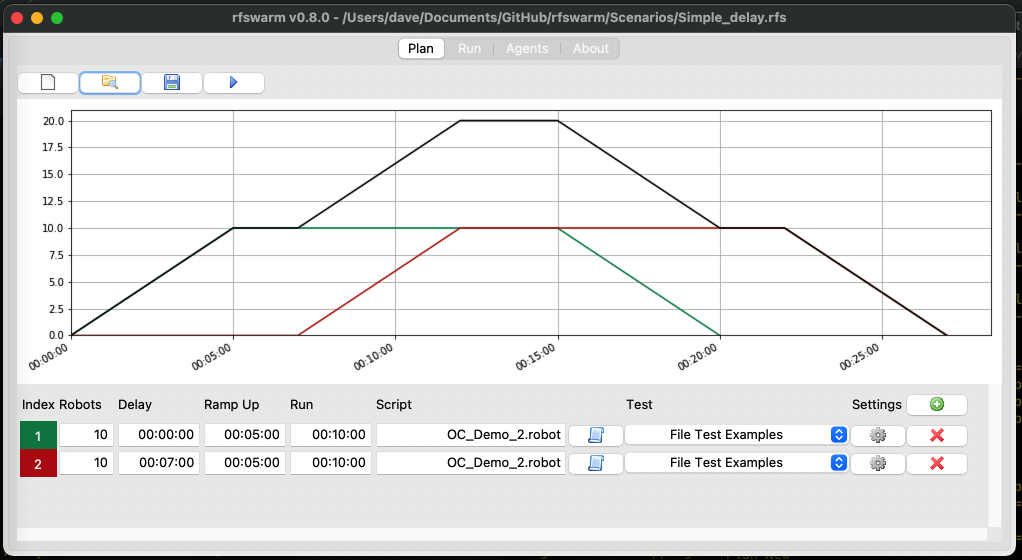 rfswarm v0.8.0 - /Users/dave/Documents/GitHub/rfswarm/Scenarios/Simple_delay.rfs
Plan Run Agents About
20.0
17.5
15.0
12.5
10.0
7.5
5.0
2.5
0.0
00:00:00 00:05:00 00:10:00 00:15:00 00:20:00 00:25:00
Index Robots Delay Ramp Up Run Script Test Settings
1 10 00:00:00 00:05:00 00:10:00 OC_Demo_2.robot File Test Examples
2 10 00:07:00 00:05:00 00:10:00 OC_Demo_2.robot File Test Examples